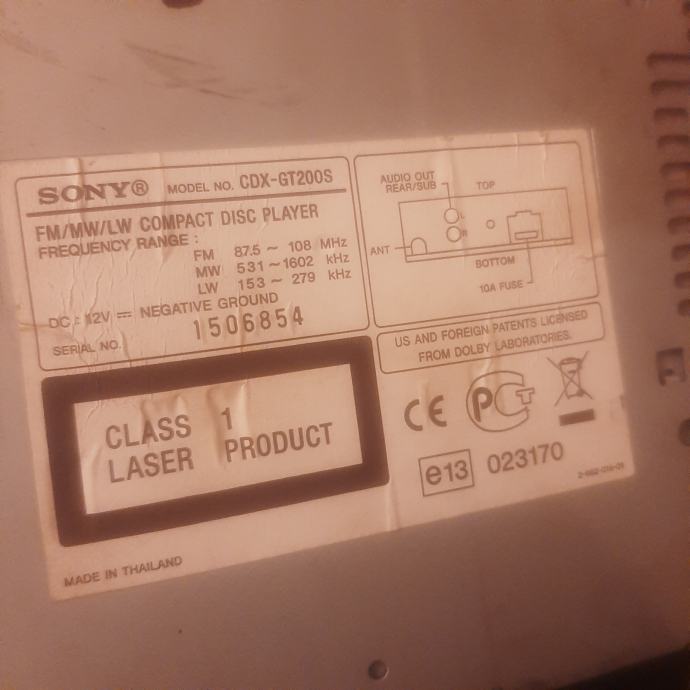 SONY® MODEL NO. CDX-GT200S
FM/MW/LW COMPACT DISC PLAYER
FREQUENCY RANGE :
FM 87.5 ~ 108 MHz
MW 531 ~ 1602 kHz
LW 153 ~ 279 kHz
DC : 12V ⎓ NEGATIVE GROUND
SERIAL NO. 1506854
AUDIO OUT
REAR/SUB
TOP
L
R
ANT
BOTTOM
10A FUSE
US AND FOREIGN PATENTS LICENSED
FROM DOLBY LABORATORIES.
CLASS 1
LASER PRODUCT
CE
e13 023170
MADE IN THAILAND